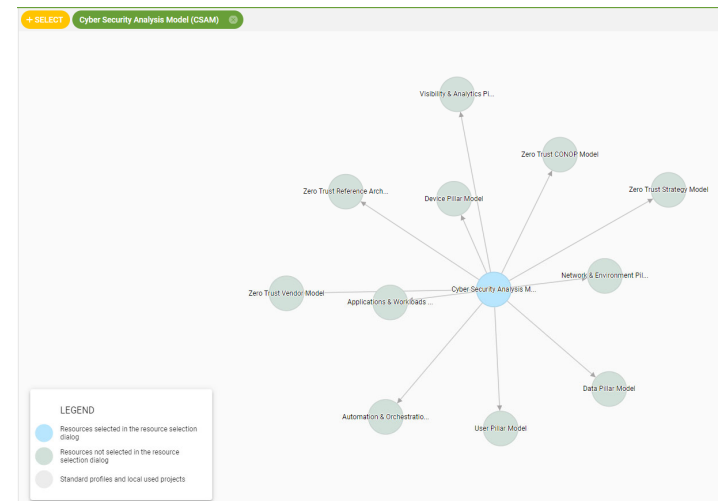 + SELECT
Cyber Security Analysis Model (CSAM)
Visibility & Analytics Pi...
Zero Trust CONOP Model
Zero Trust Reference Arch...
Device Pillar Model
Zero Trust Strategy Model
Network & Environment Pil...
Cyber Security Analysis M...
Zero Trust Vendor Model
Applications & Workloads ...
Data Pillar Model
Automation & Orchestratio...
User Pillar Model
LEGEND
Resources selected in the resource selection
dialog
Resources not selected in the resource
selection dialog
Standard profiles and local used projects